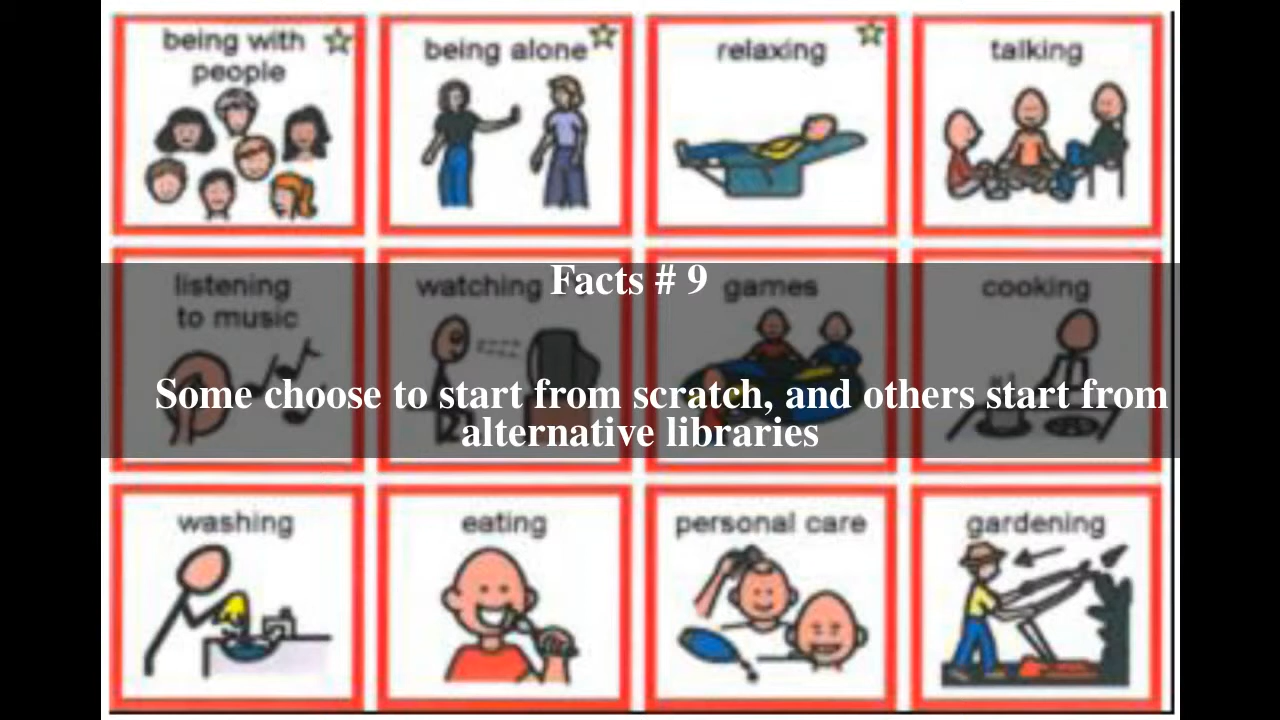 being with
people
being alone
relaxing
talking
listening
to music
watching
games
cooking
Facts # 9
Some choose to start from scratch, and others start from
alternative libraries
washing
eating
personal care
gardening